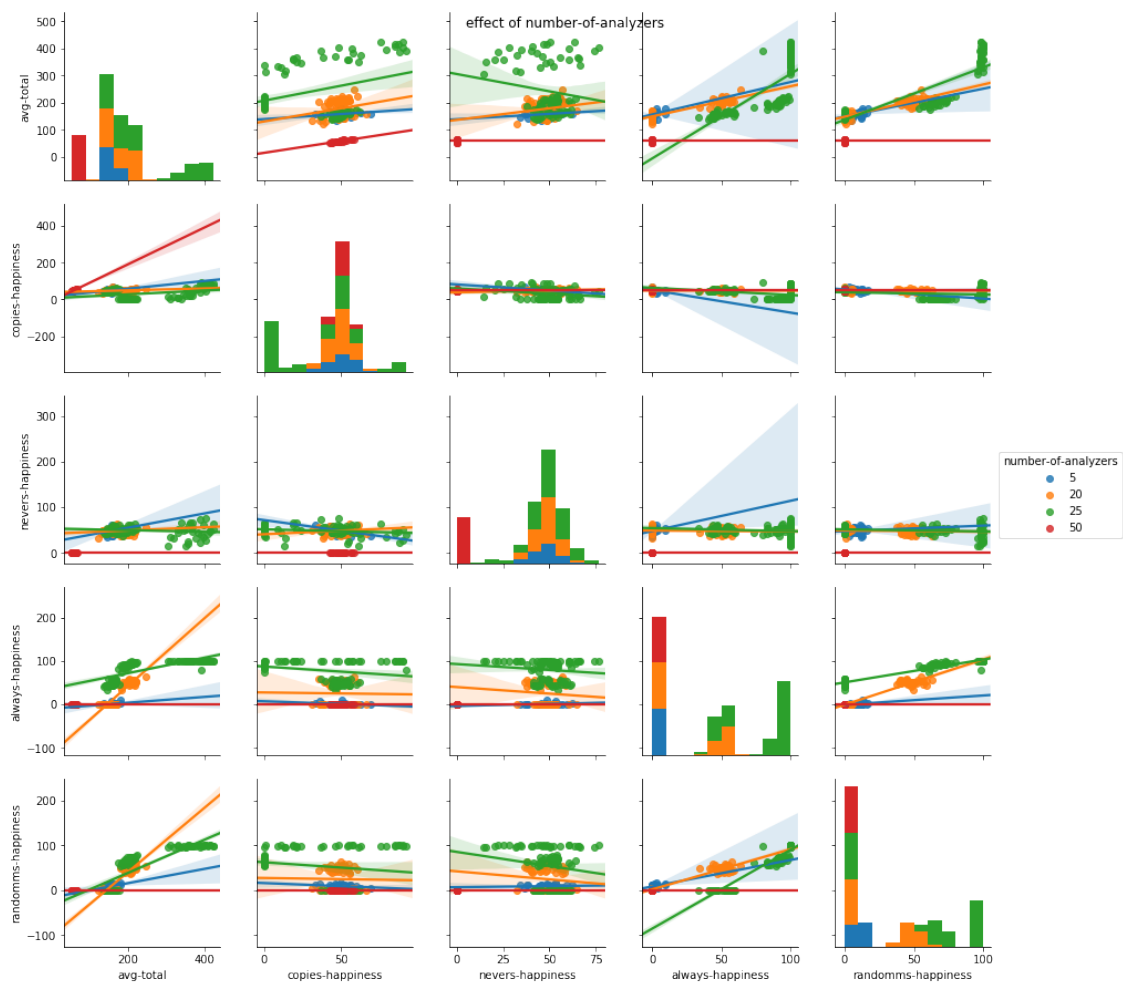 effect of number-of-analyzers
500
400
300
200
100
0
avg-total
400
200
0
−200
copies-happiness
300
200
100
0
nevers-happiness
number-of-analyzers
5
20
25
50
200
100
0
−100
always-happiness
200
100
0
−100
randomms-happiness
200 400
0 50
0 25 50 75
0 100
0 50 100
avg-total
copies-happiness
nevers-happiness
always-happiness
randomms-happiness